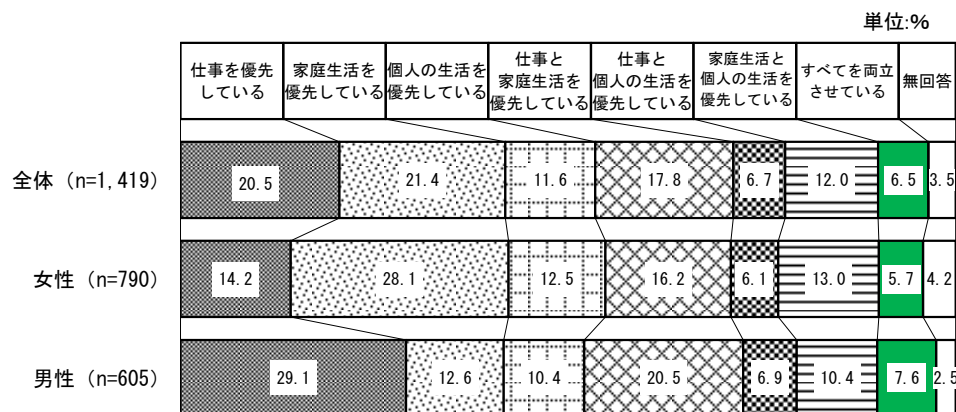 単位:%
仕事を優先
している
家庭生活を
優先している
個人の生活を
優先している
仕事と
家庭生活を
優先している
仕事と
個人の生活を
優先している
家庭生活と
個人の生活を
優先している
すべてを両立
させている
無回答
全体 (n=1,419) 20.5 21.4 11.6 17.8 6.7 12.0 6.5 3.5
女性 (n=790) 14.2 28.1 12.5 16.2 6.1 13.0 5.7 4.2
男性 (n=605) 29.1 12.6 10.4 20.5 6.9 10.4 7.6 2.5